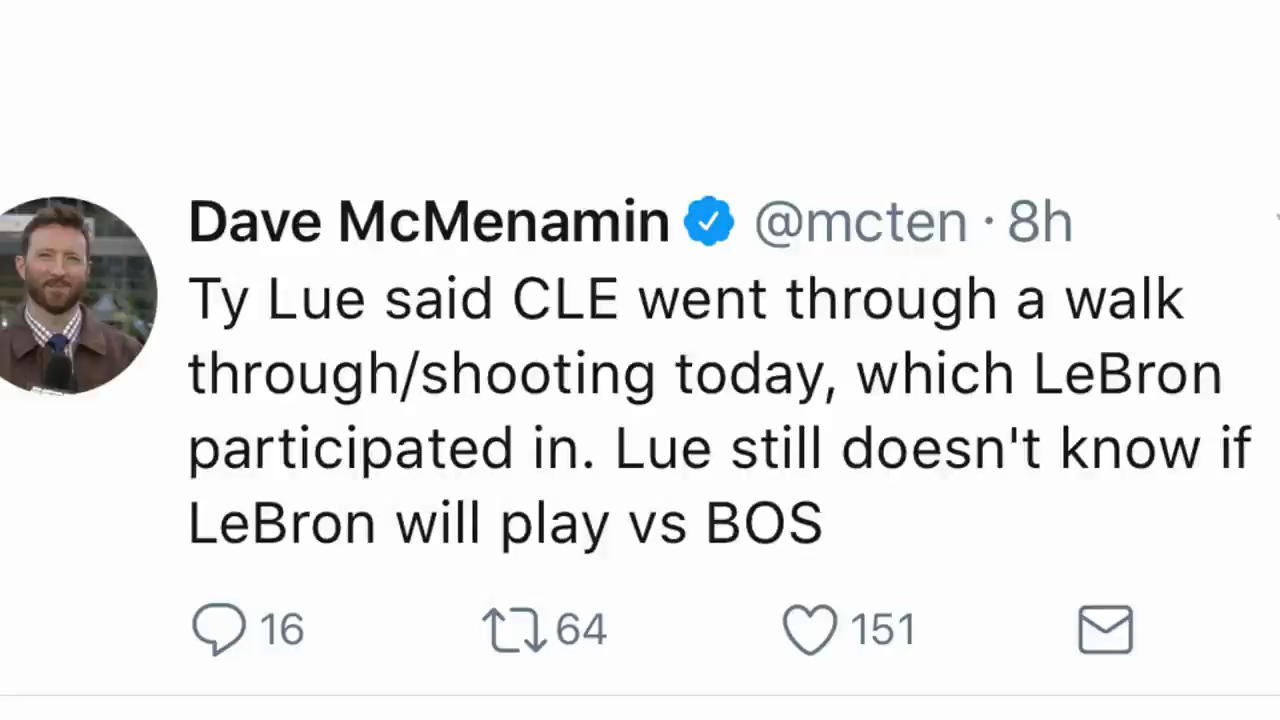 Dave McMenamin @mcten · 8h
Ty Lue said CLE went through a walk
through/shooting today, which LeBron
participated in. Lue still doesn't know if
LeBron will play vs BOS
16 64 151